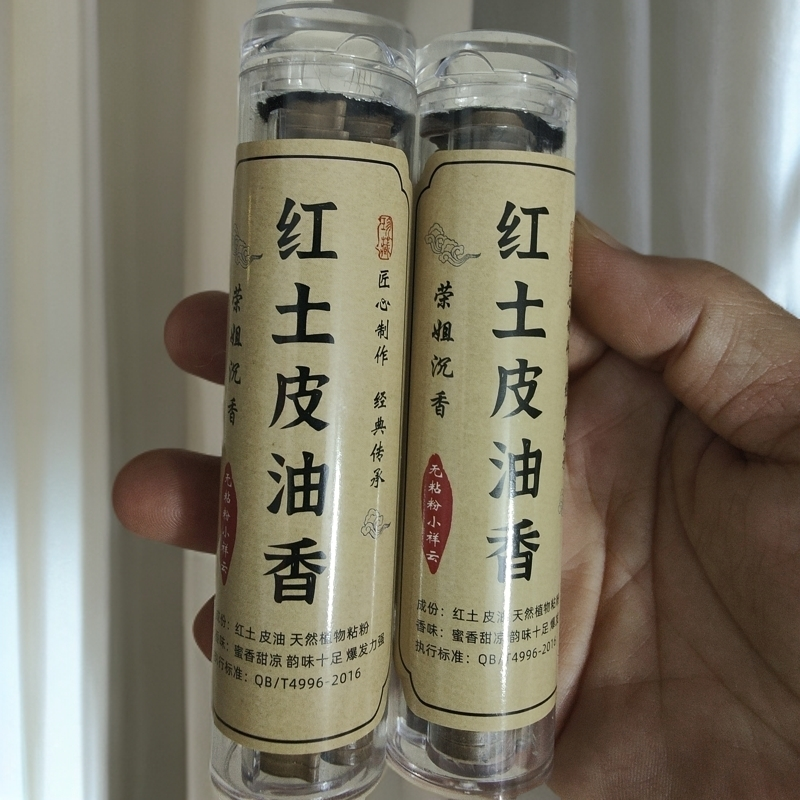 红土皮油香
珍藏
匠心制作 经典传承
荣姐沉香
无粘粉小祥云
成份：红土 皮油 天然植物粘粉
味：蜜香甜凉 韵味十足 爆发力强
执行标准：QB/T4996-2016
红土皮油香
荣姐沉香
无粘粉小祥云
成份：红土 皮油 天然植物粘
香味：蜜香甜凉 韵味十足 爆发
执行标准：QB/T4996-2016